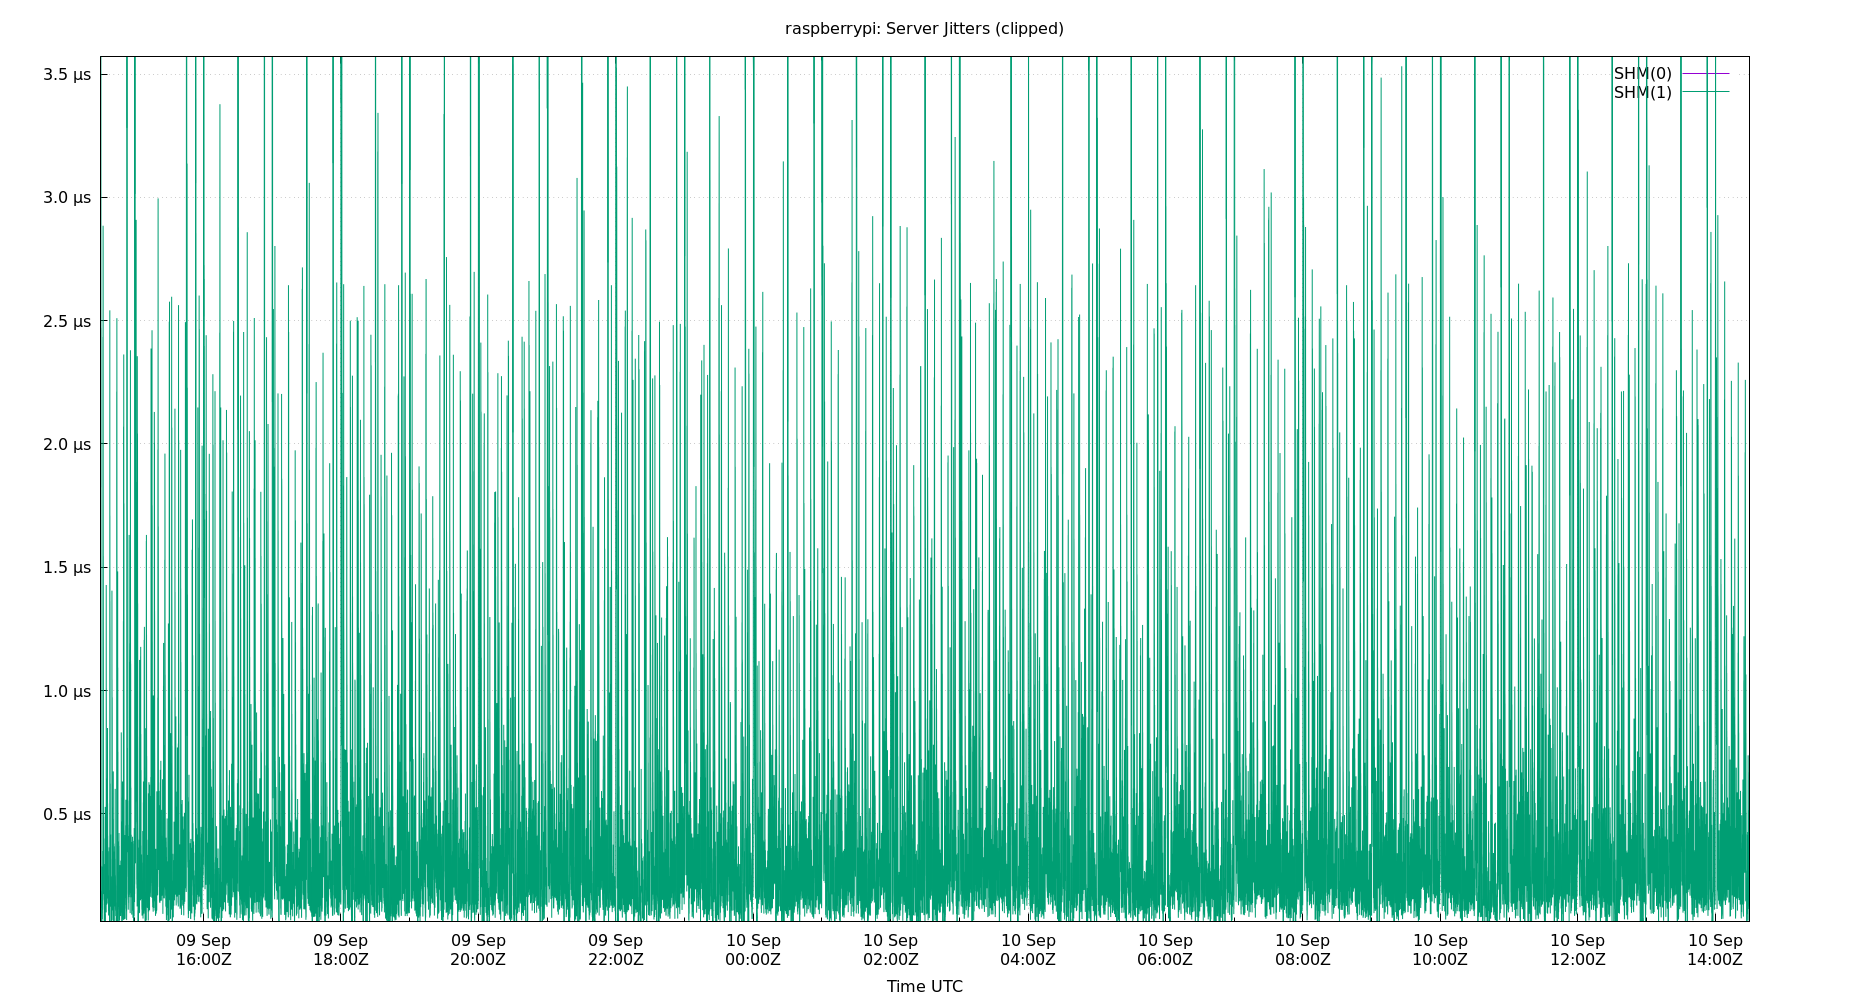 raspberrypi: Server Jitters (clipped)
3.5 µs
3.0 µs
2.5 µs
2.0 µs
1.5 µs
1.0 µs
0.5 µs
SHM(0)
SHM(1)
09 Sep 09 Sep 09 Sep 09 Sep 10 Sep 10 Sep 10 Sep 10 Sep 10 Sep 10 Sep 10 Sep 10 Sep
16:00Z 18:00Z 20:00Z 22:00Z 00:00Z 02:00Z 04:00Z 06:00Z 08:00Z 10:00Z 12:00Z 14:00Z
Time UTC